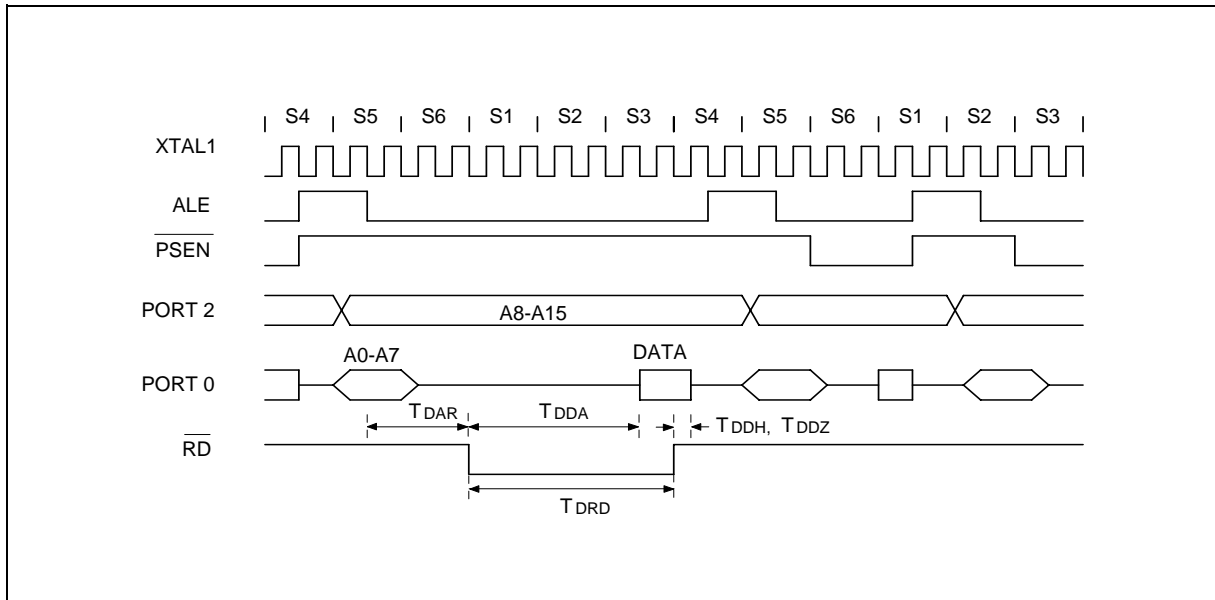 S4 S5 S6 S1 S2 S3 S4 S5 S6 S1 S2 S3
XTAL1
ALE
PSEN
PORT 2
A8-A15
A0-A7
DATA
PORT 0
TDAR
TDDA
TDDH, TDDZ
RD
TDRD